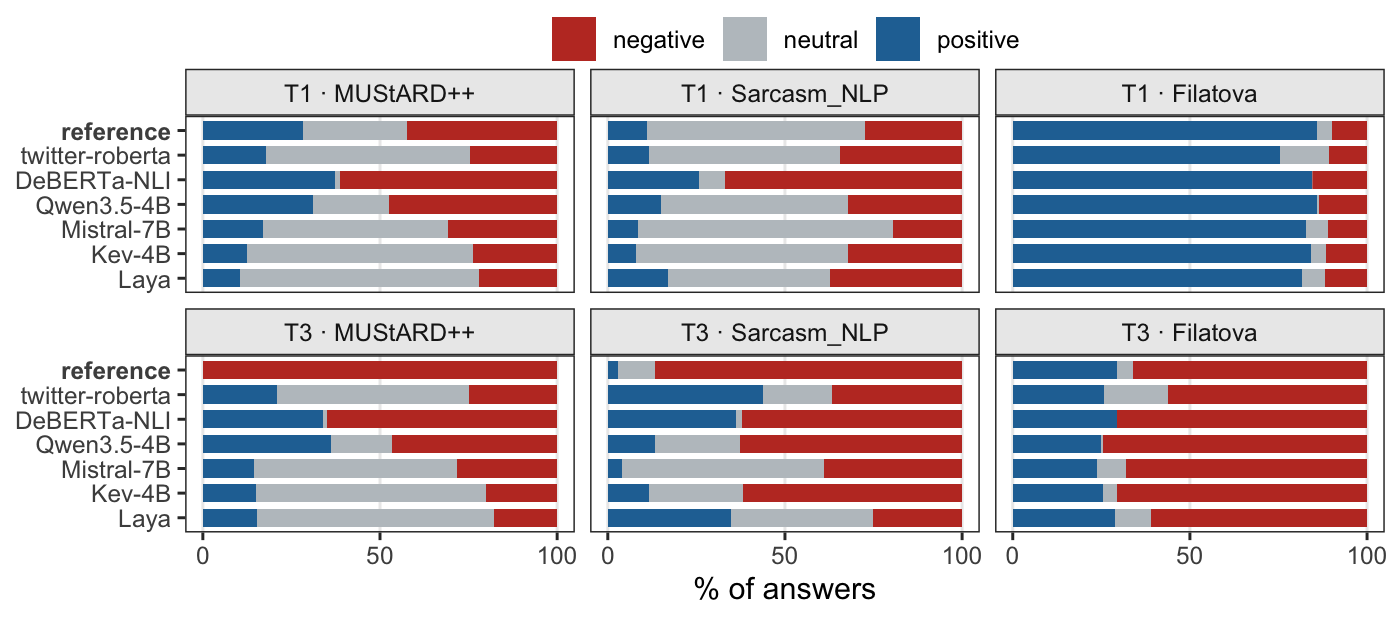 negative neutral positive
T1 · MUStARD++ T1 · Sarcasm_NLP T1 · Filatova
reference
twitter-roberta
DeBERTa-NLI
Qwen3.5-4B
Mistral-7B
Kev-4B
Laya
T3 · MUStARD++ T3 · Sarcasm_NLP T3 · Filatova
reference
twitter-roberta
DeBERTa-NLI
Qwen3.5-4B
Mistral-7B
Kev-4B
Laya
0 50 100 0 50 100 0 50 100
% of answers